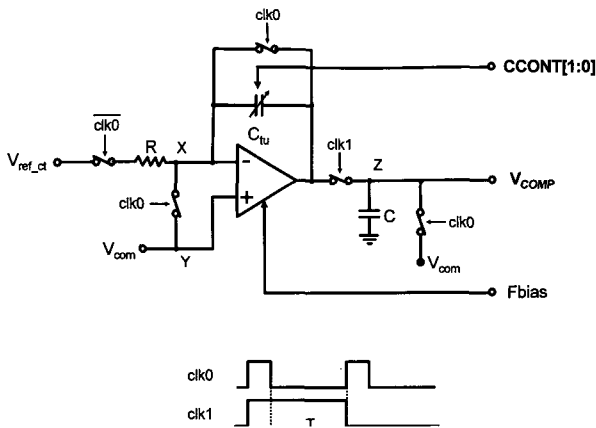 clk0
CCONT[1:0]
C_tu
clk0
R
X
clk1
Z
V_ref_ct
-
V_COMP
clk0
+
C
clk0
V_com
Y
V_com
Fbias
clk0
clk1
T